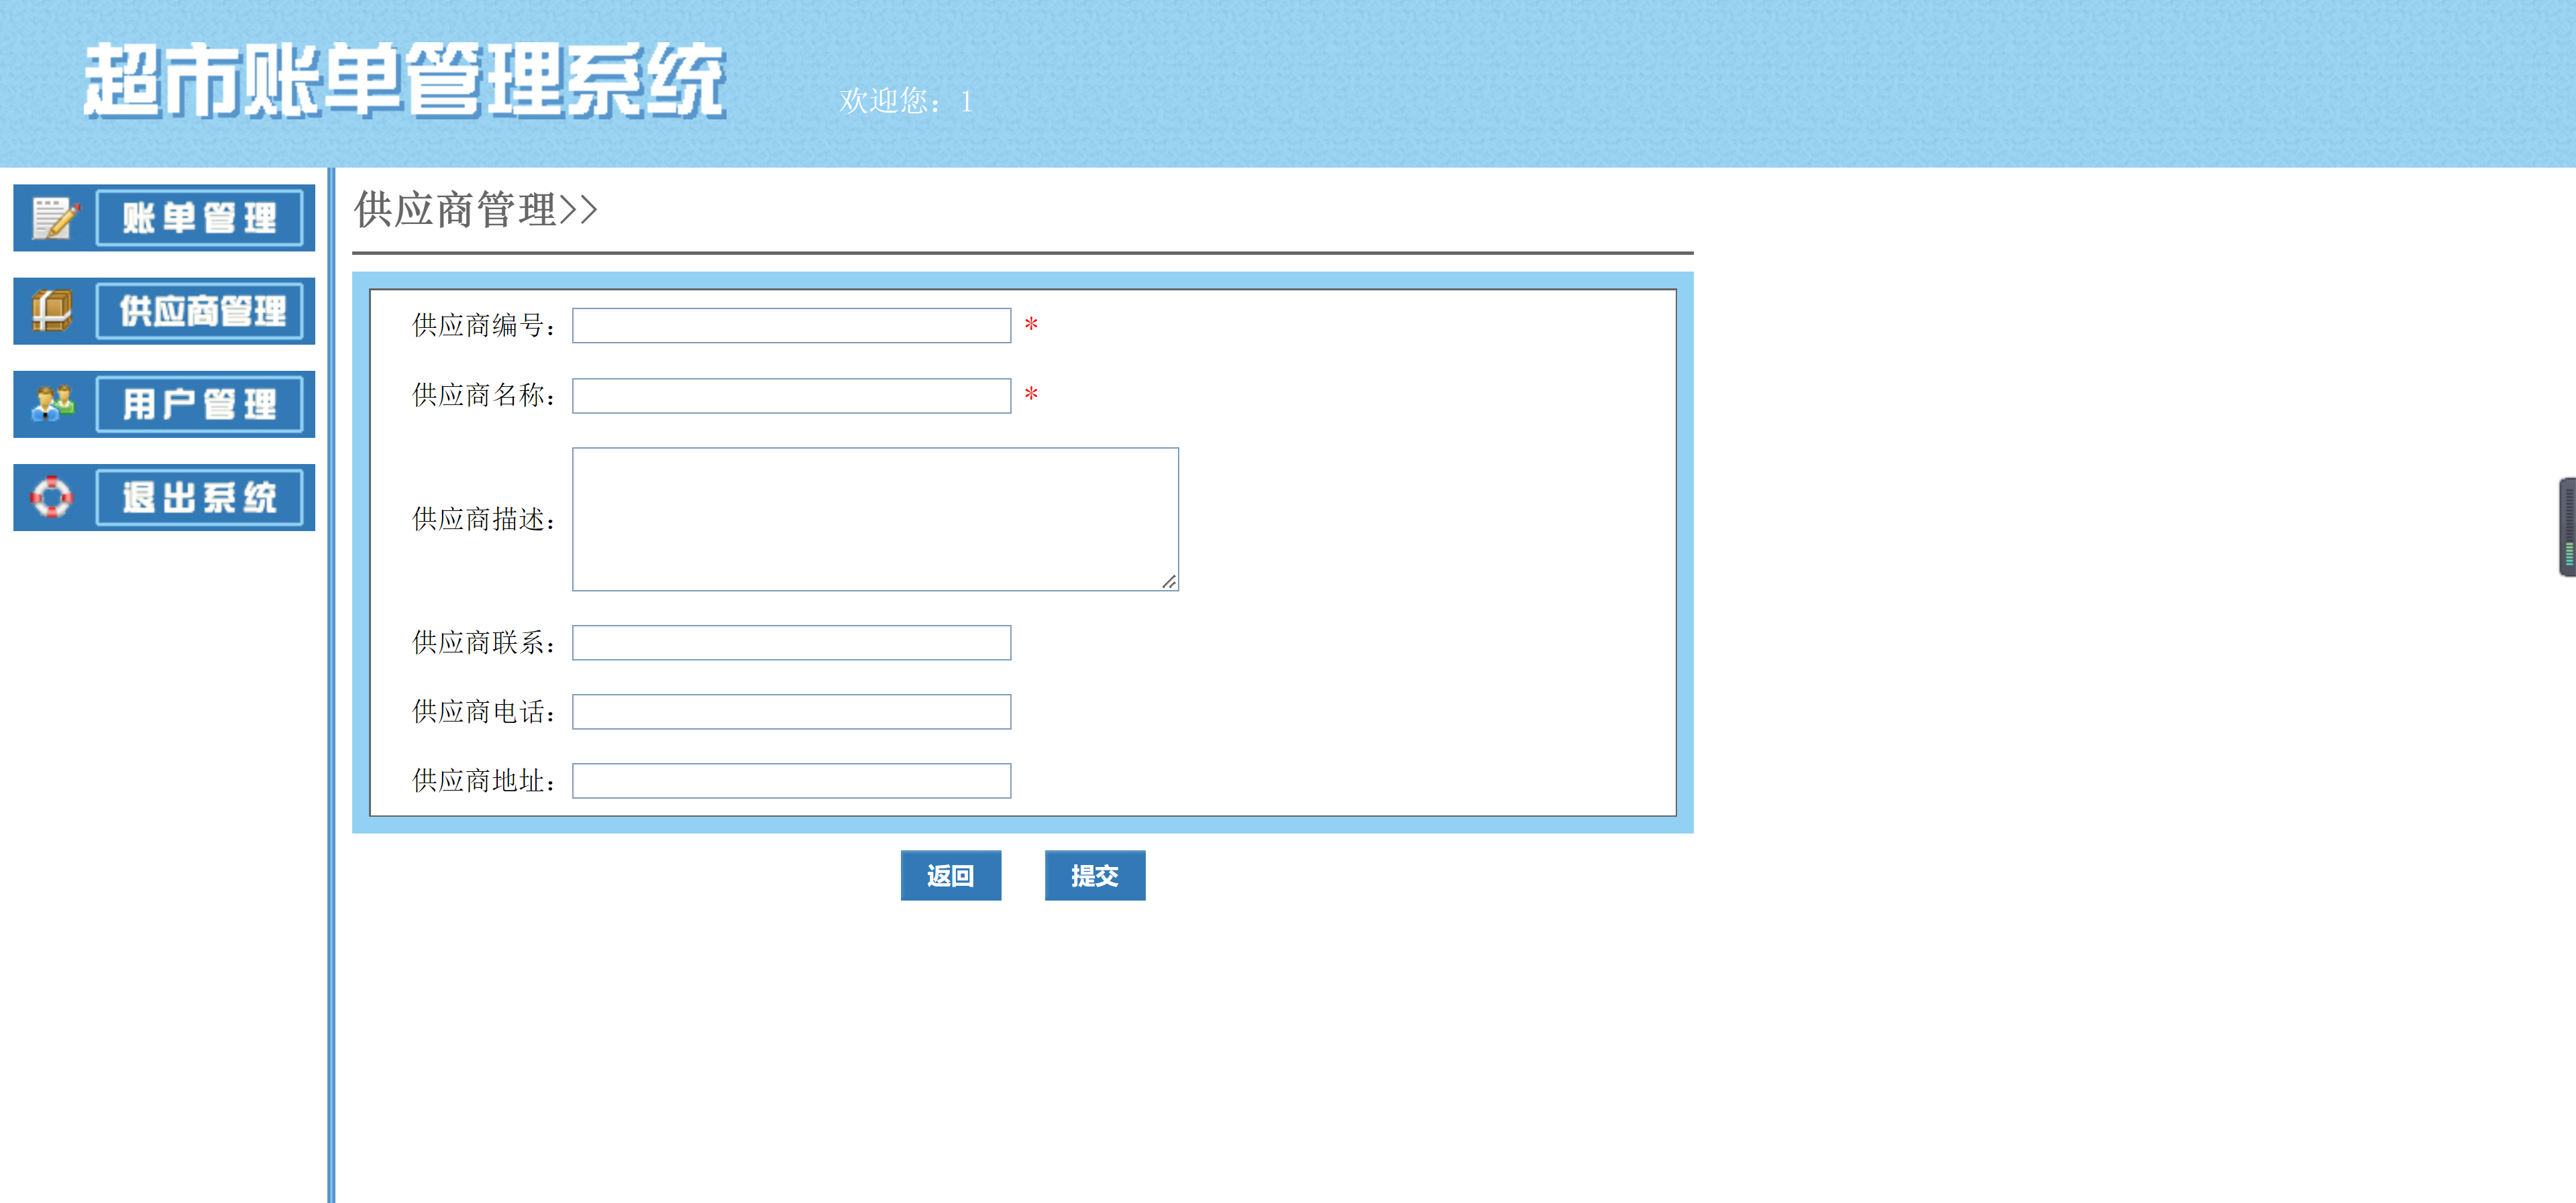 超市账单管理系统
欢迎您：1
账单管理
供应商管理
用户管理
退出系统
供应商管理>>
供应商编号： *
供应商名称： *
供应商描述：
供应商联系：
供应商电话：
供应商地址：
返回 提交